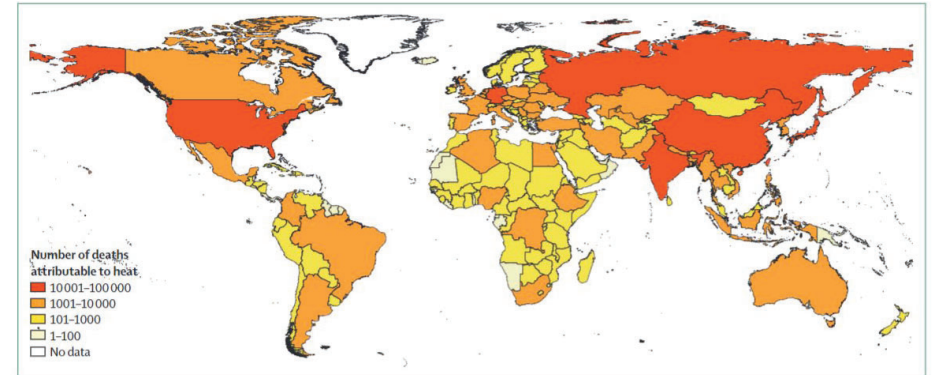 Number of deaths
attributable to heat
10 001–100 000
1001–10 000
101–1000
1–100
No data